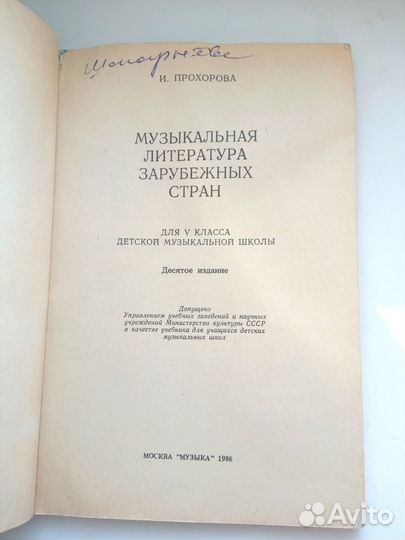 И. ПРОХОРОВА
МУЗЫКАЛЬНАЯ
ЛИТЕРАТУРА
ЗАРУБЕЖНЫХ
СТРАН
ДЛЯ V КЛАССА
ДЕТСКОЙ МУЗЫКАЛЬНОЙ ШКОЛЫ
Десятое издание
Допущено
Управлением учебных заведений и научных
учреждений Министерства культуры СССР
в качестве учебника для учащихся детских
музыкальных школ
МОСКВА "МУЗЫКА" 1986
Avito